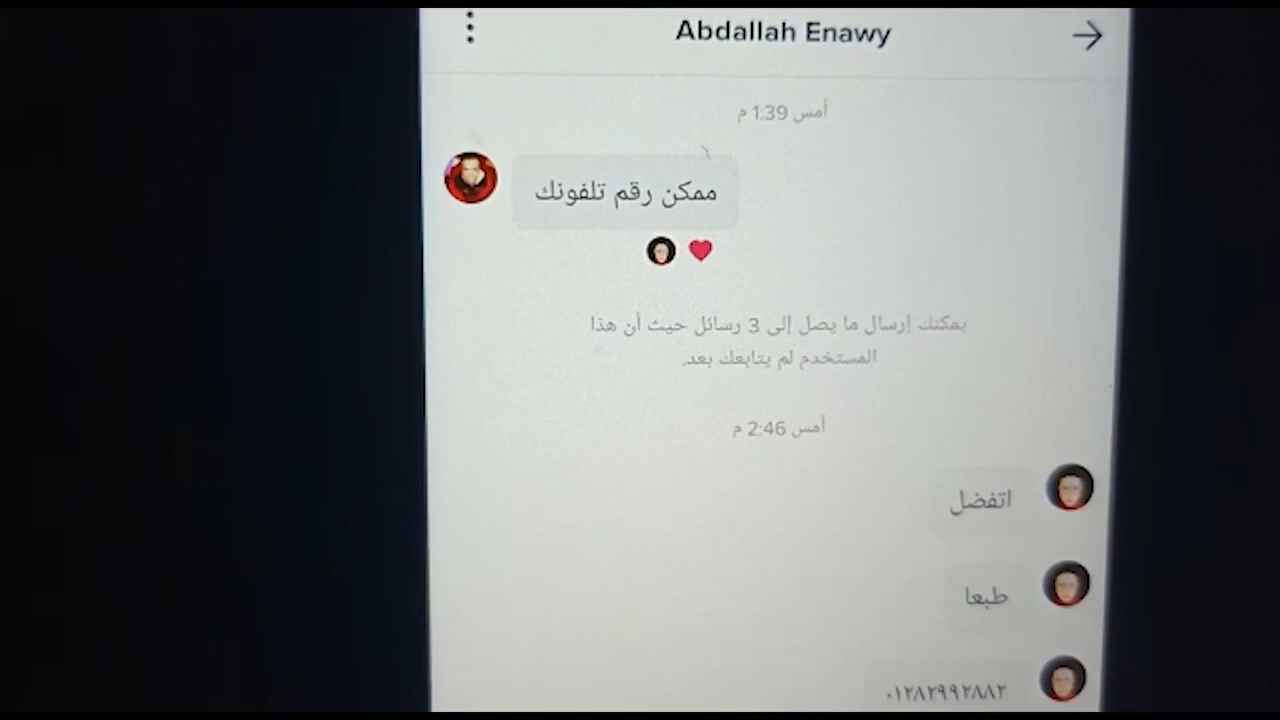 Abdallah Enawy
أمس 1:39 م
ممكن رقم تلفونك
يمكنك إرسال ما يصل إلى 3 رسائل حيث أن هذا
المستخدم لم يتابعك بعد.
أمس 2:46 م
اتفضل
طبعا
٠١٢٨٢٩٩٢٨٨٢